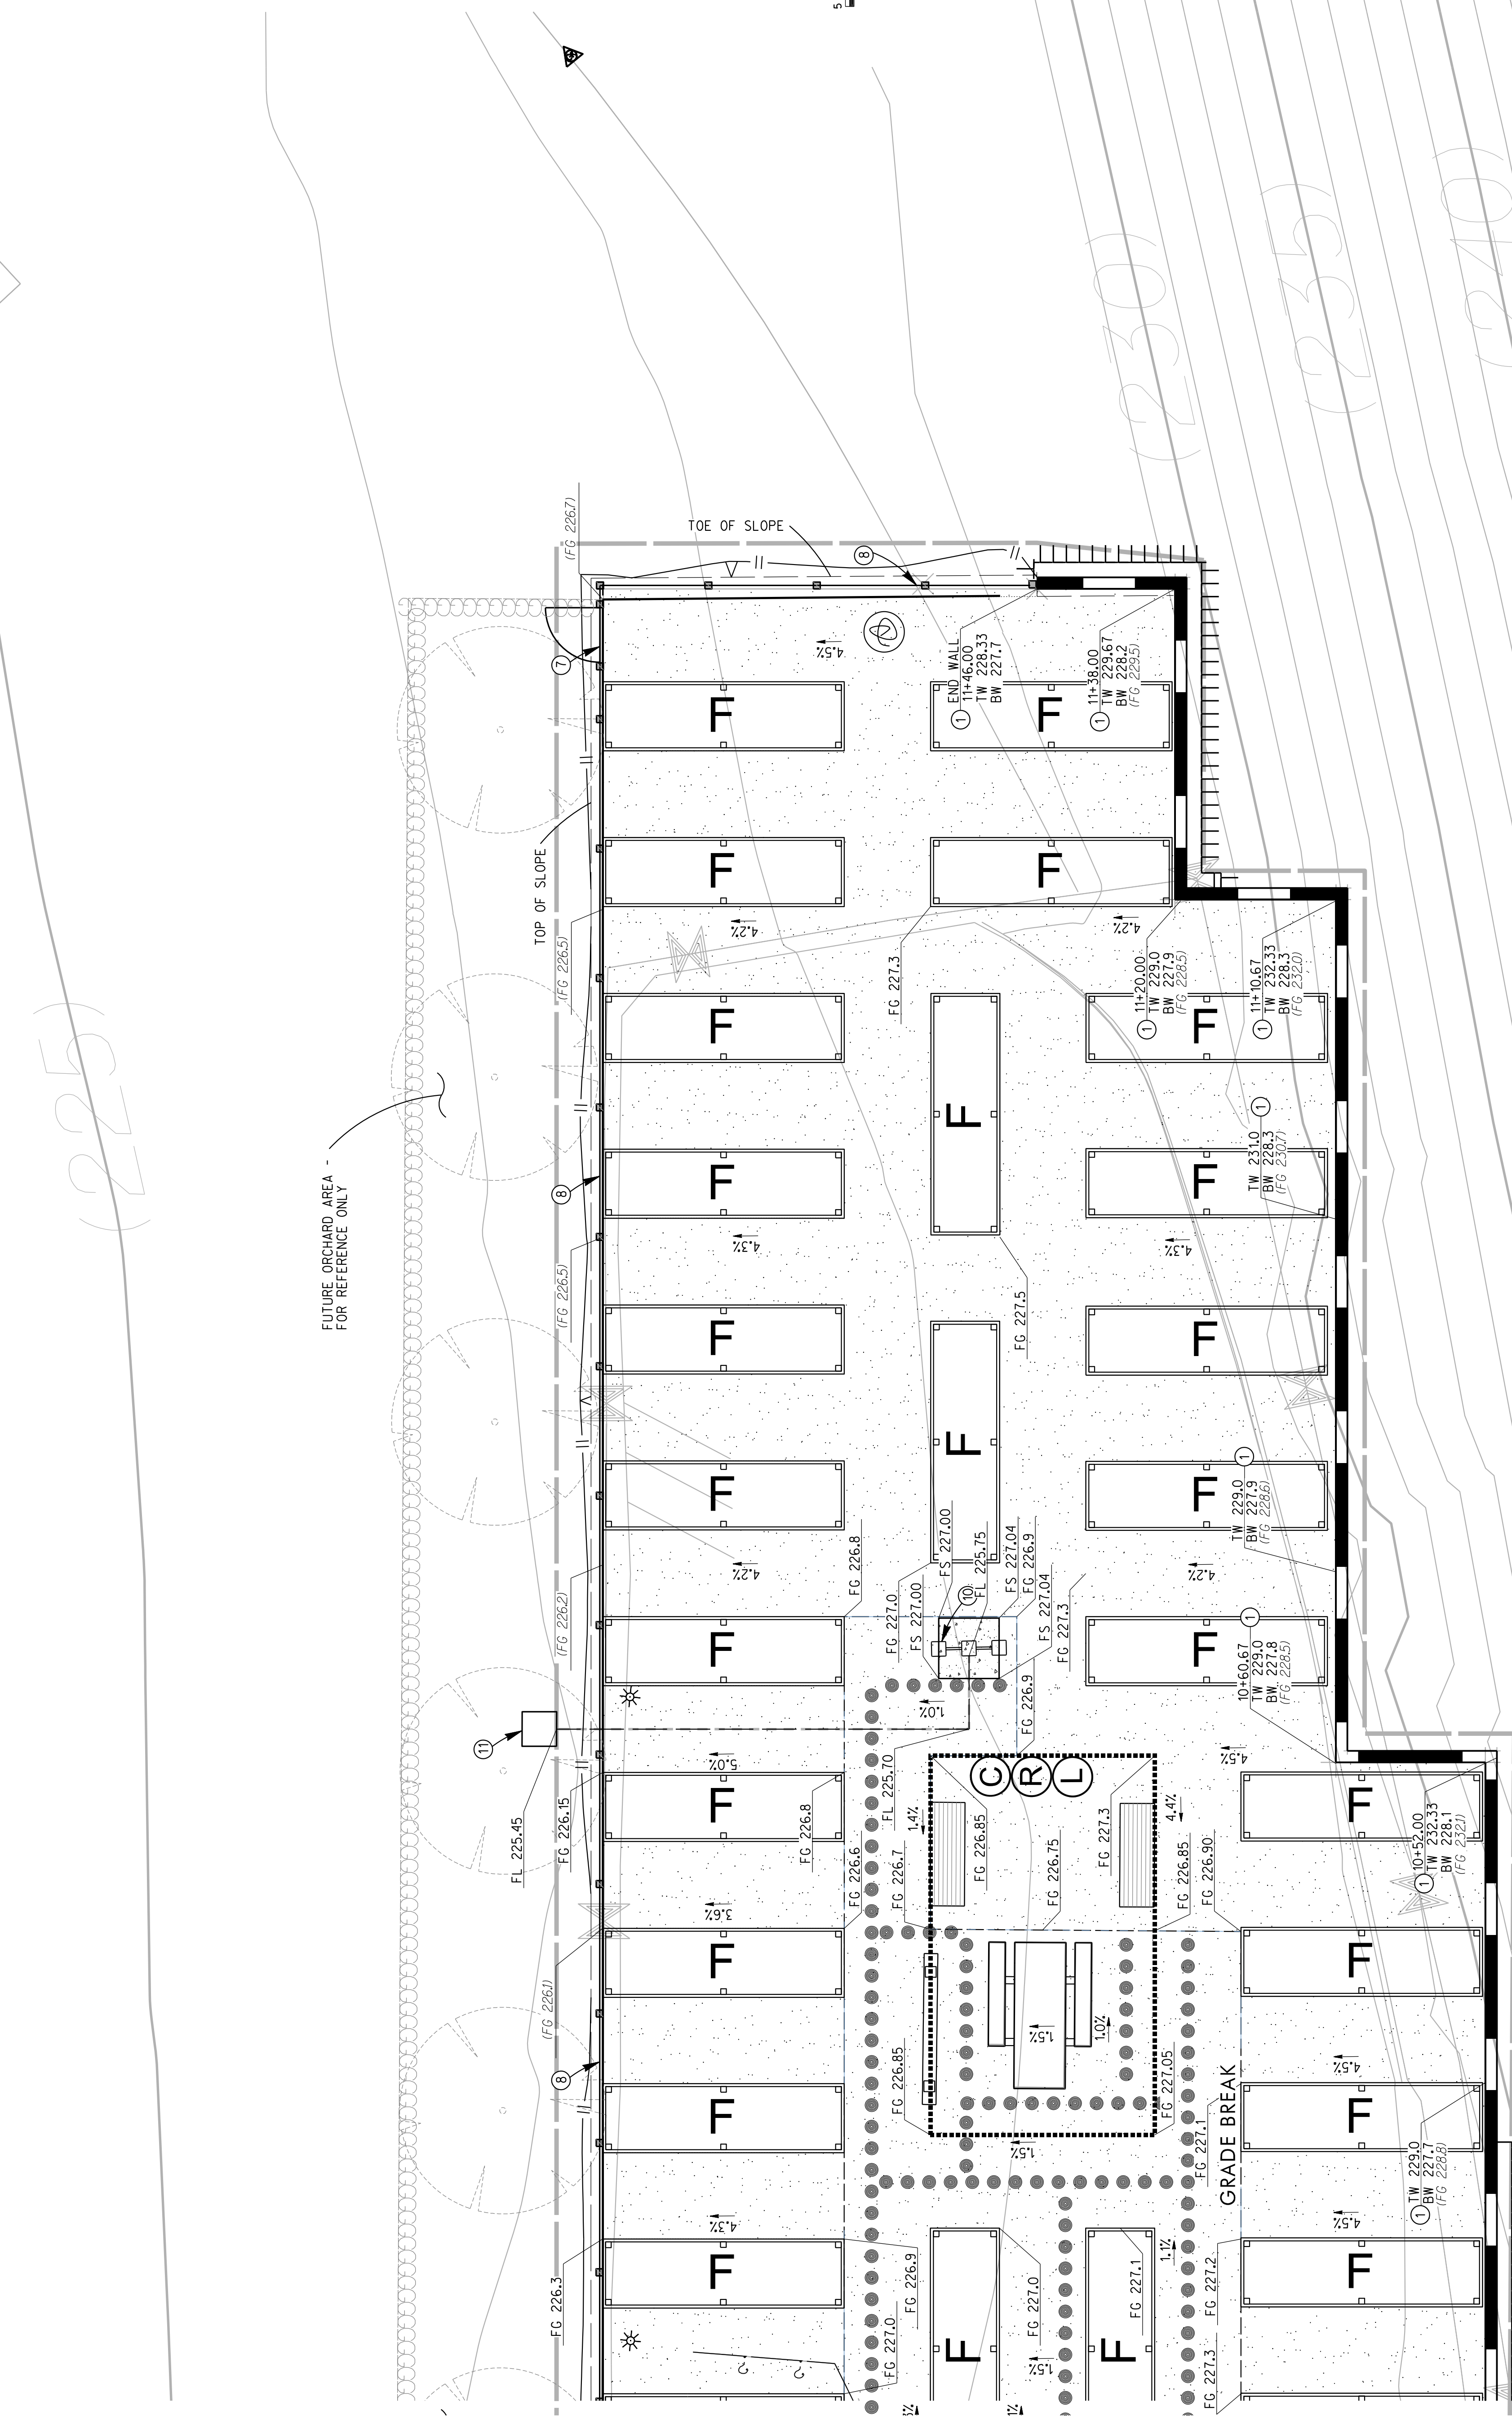 5
(230)
(235)
(240)
(FG 226.7)
TOE OF SLOPE
8
7
4.5%
END WALL
11+46.00
TW 228.33
BW 227.7
1
11+38.00
TW 229.67
BW 228.2
(FG 229.5)
1
F
F
TOP OF SLOPE
F
F
(FG 226.5)
4.2%
4.2%
FG 227.3
11+20.00
TW 229.0
BW 227.9
(FG 228.5)
1
11+10.67
TW 232.33
BW 228.3
(FG 232.0)
1
F
F
F
(225)
FUTURE ORCHARD AREA -
FOR REFERENCE ONLY
8
F
F
1
TW 231.0
BW 228.3
(FG 230.7)
(FG 226.5)
4.3%
4.3%
FG 227.5
F
F
F
F
F
1
TW 229.0
BW 227.9
(FG 228.6)
(FG 226.2)
4.2%
4.2%
FG 226.8
FG 227.0
FS 227.00
FS 227.00
10
FL 225.75
FS 227.04
FG 226.9
FS 227.04
FG 227.3
F
F
1
10+60.67
TW 229.0
BW 227.8
(FG 228.5)
1.0%
FG 226.9
11
FL 225.45
FG 226.15
5.0%
FL 225.70
4.5%
C
R
L
F
FG 226.8
1.4%
FG 226.85
FG 227.3
4.4%
F
10+52.00
TW 232.33
BW 228.1
(FG 232.1)
1
FG 226.6
FG 226.7
FG 226.75
FG 226.85
FG 226.90
3.6%
(FG 226.1)
F
F
1.5%
1.0%
8
FG 226.85
FG 227.05
4.5%
F
F
FG 227.1
GRADE BREAK
1.5%
TW 229.0
BW 227.7
(FG 228.8)
1
4.3%
4.5%
1.1%
FG 226.3
F
FG 226.9
FG 227.0
FG 227.1
FG 227.2
F
FG 227.0
F
F
1.5%
FG 227.3